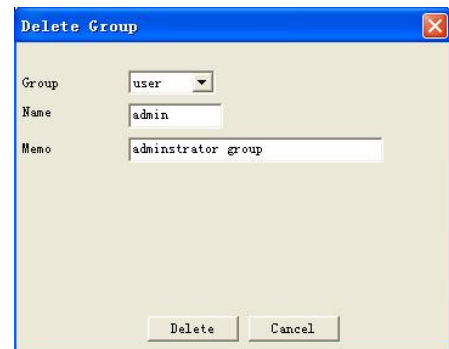 Delete Group
Group user
Name admin
Memo adminstrator group
Delete Cancel